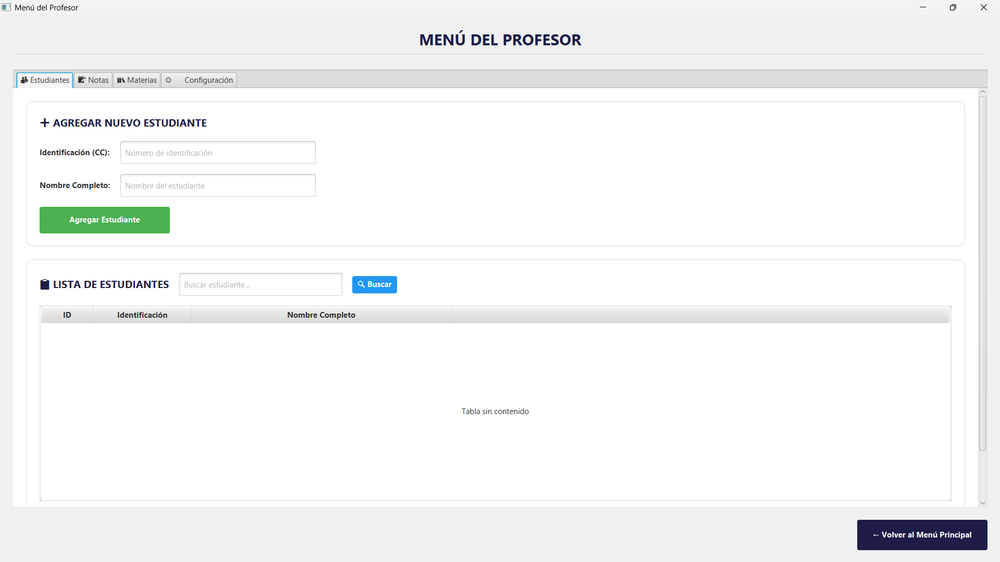 Menú del Profesor
MENÚ DEL PROFESOR
Estudiantes Notas Materias Configuración
AGREGAR NUEVO ESTUDIANTE
Identificación (CC): Número de identificación
Nombre Completo: Nombre del estudiante
Agregar Estudiante
LISTA DE ESTUDIANTES Buscar estudiante... Buscar
ID Identificación Nombre Completo
Tabla sin contenido
← Volver al Menú Principal